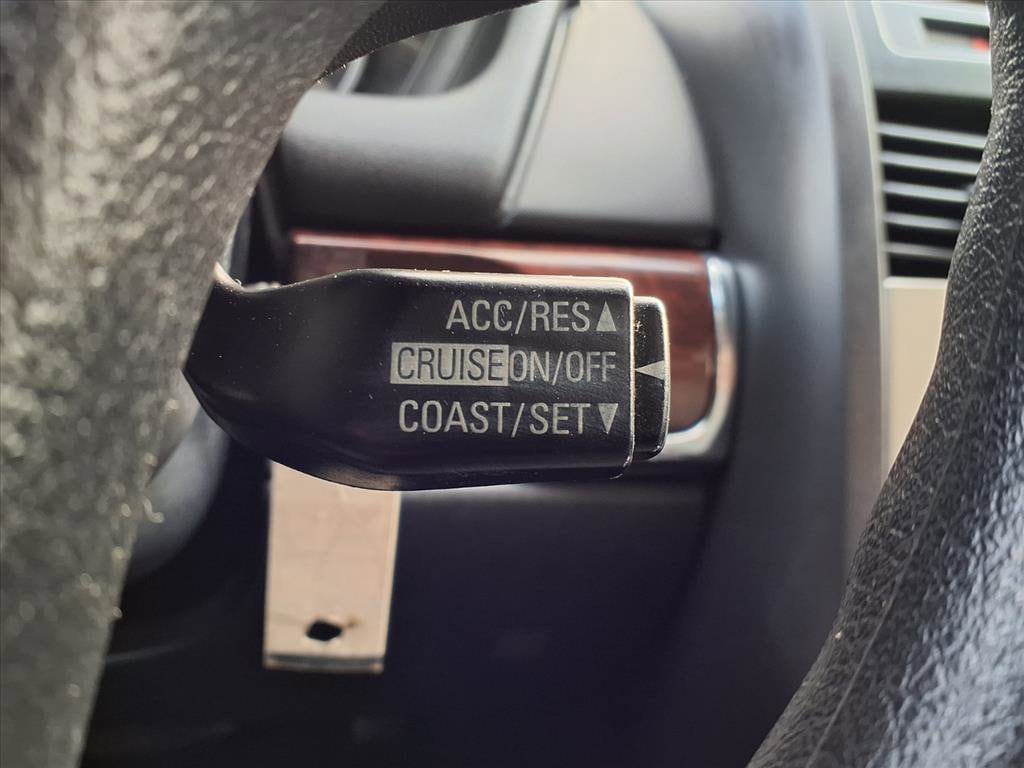 ACC/RES▲
CRUISE ON/OFF ◀
COAST/SET▼